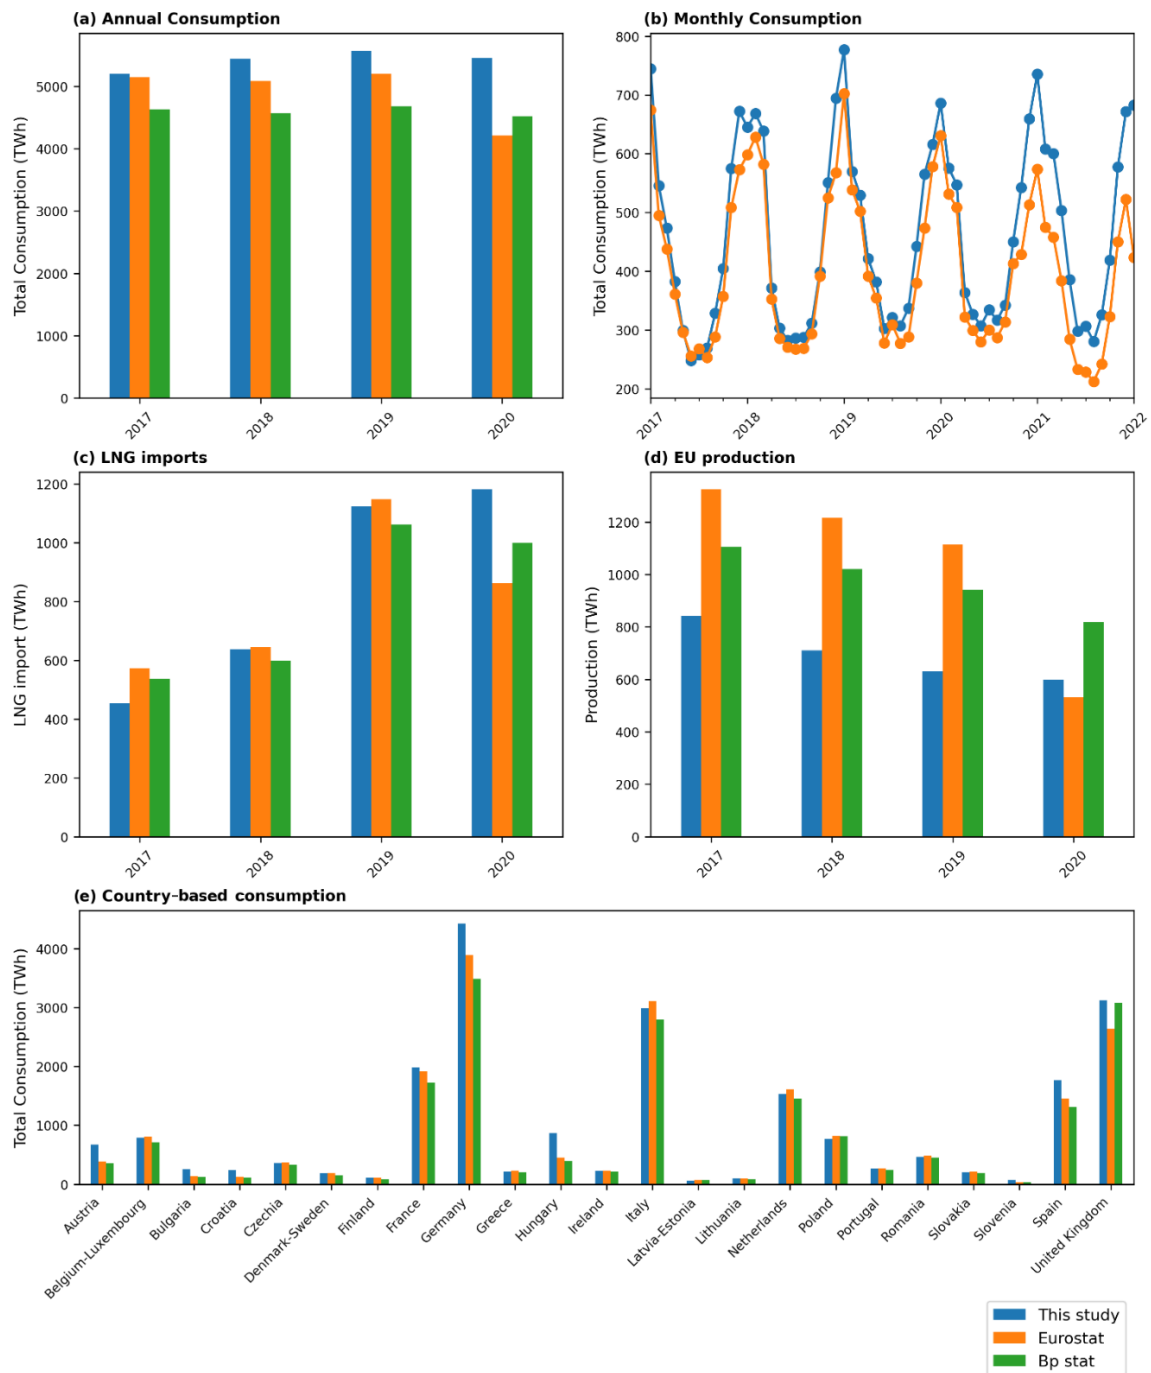 (a) Annual Consumption
Total Consumption (TWh)
5000
4000
3000
2000
1000
0
2017
2018
2019
2020
(b) Monthly Consumption
Total Consumption (TWh)
800
700
600
500
400
300
200
2017
2018
2019
2020
2021
2022
(c) LNG imports
LNG import (TWh)
1200
1000
800
600
400
200
0
2017
2018
2019
2020
(d) EU production
Production (TWh)
1200
1000
800
600
400
200
0
2017
2018
2019
2020
(e) Country-based consumption
Total Consumption (TWh)
4000
3000
2000
1000
0
Austria
Belgium-Luxembourg
Bulgaria
Croatia
Czechia
Denmark-Sweden
Finland
France
Germany
Greece
Hungary
Ireland
Italy
Latvia-Estonia
Lithuania
Netherlands
Poland
Portugal
Romania
Slovakia
Slovenia
Spain
United Kingdom
This study
Eurostat
Bp stat